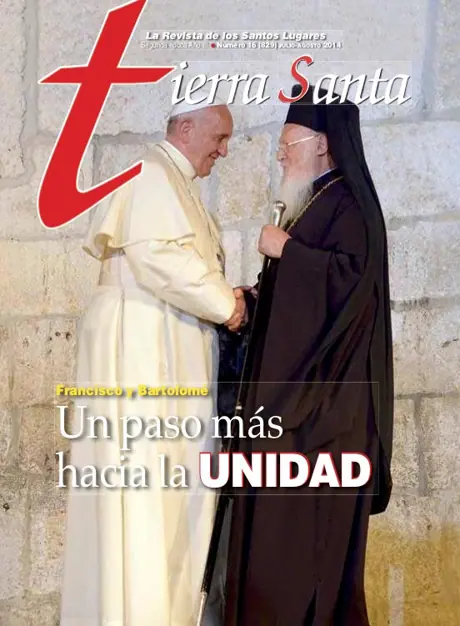 La Revista de los Santos Lugares
Número 16 (829) Julio-Agosto 2014
tierra Santa
Francisco y Bartolomé
Un paso más
hacia la UNIDAD